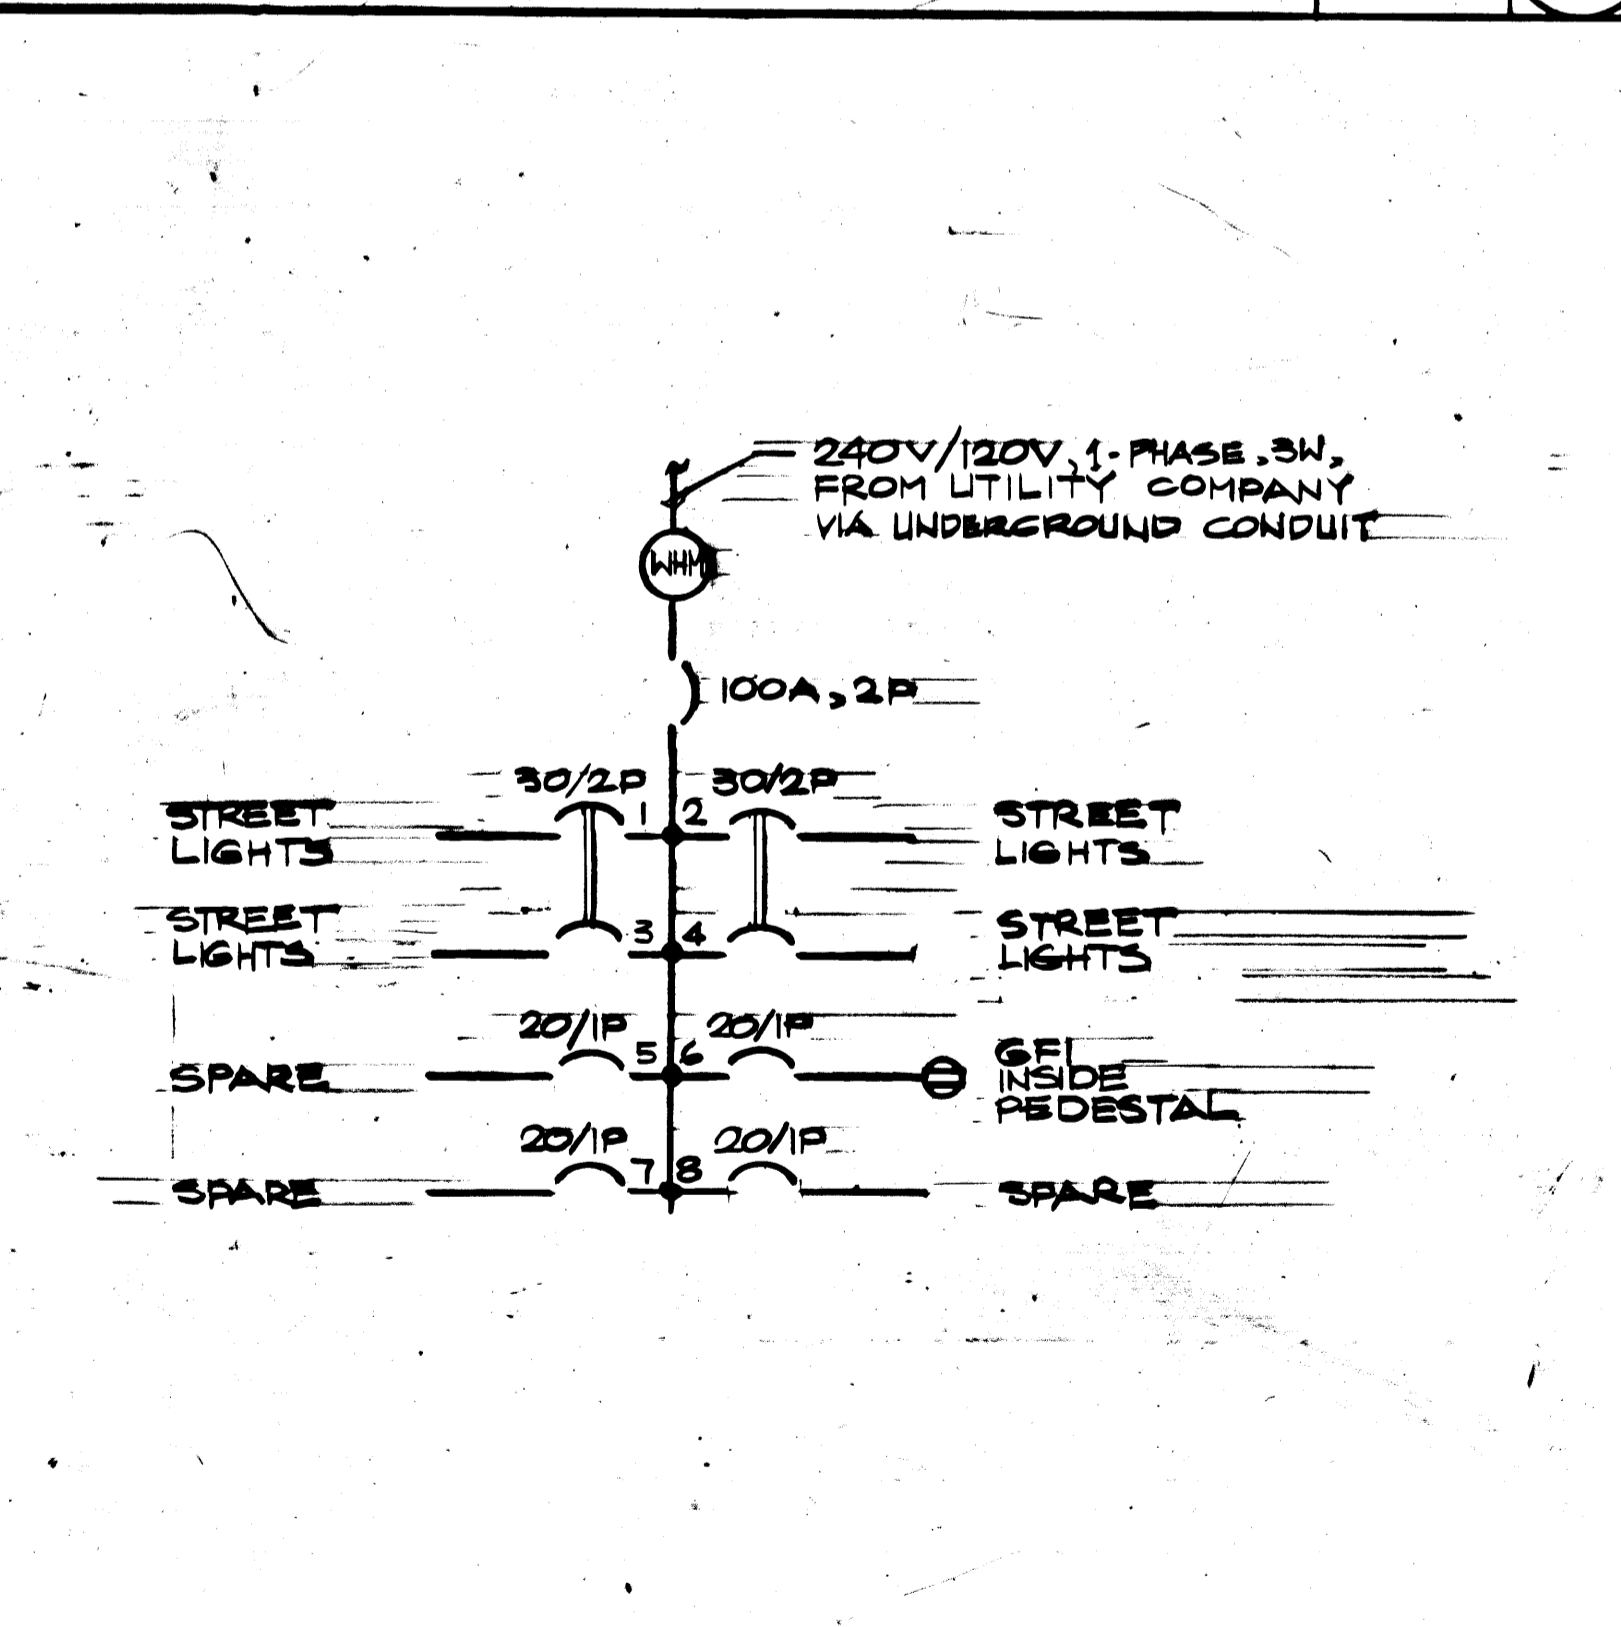 240V/120V, 1-PHASE, 3W,
FROM UTILITY COMPANY
VIA UNDERGROUND CONDUIT
WHM
100A, 2P
30/2P 30/2P
STREET LIGHTS 1 2 STREET LIGHTS
STREET LIGHTS 3 4 STREET LIGHTS
20/1P 20/1P
SPARE 5 6 GFI
INSIDE
PEDESTAL
20/1P 20/1P
SPARE 7 8 SPARE